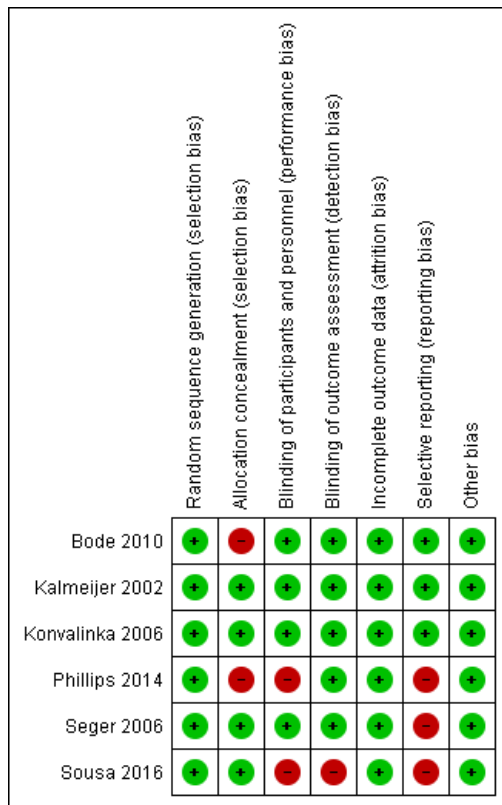 Random sequence generation (selection bias)
Allocation concealment (selection bias)
Blinding of participants and personnel (performance bias)
Blinding of outcome assessment (detection bias)
Incomplete outcome data (attrition bias)
Selective reporting (reporting bias)
Other bias
Bode 2010 + - + + + + +
Kalmeijer 2002 + + + + + + +
Konvalinka 2006 + + + + + + +
Phillips 2014 + - - + + - +
Seger 2006 + + + + + - +
Sousa 2016 + + - - + - +